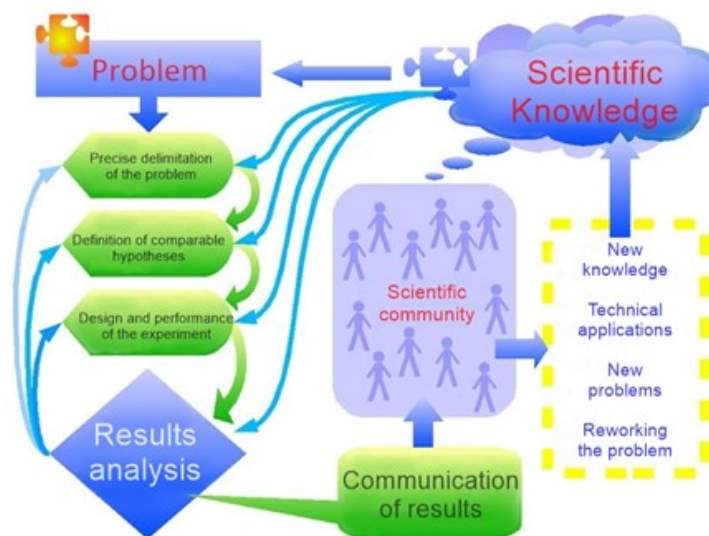 Problem
Scientific
Knowledge
Precise delimitation
of the problem
Definition of comparable
hypotheses
Design and performance
of the experiment
Results
analysis
Scientific
community
Communication
of results
New
knowledge
Technical
applications
New
problems
Reworking
the problem